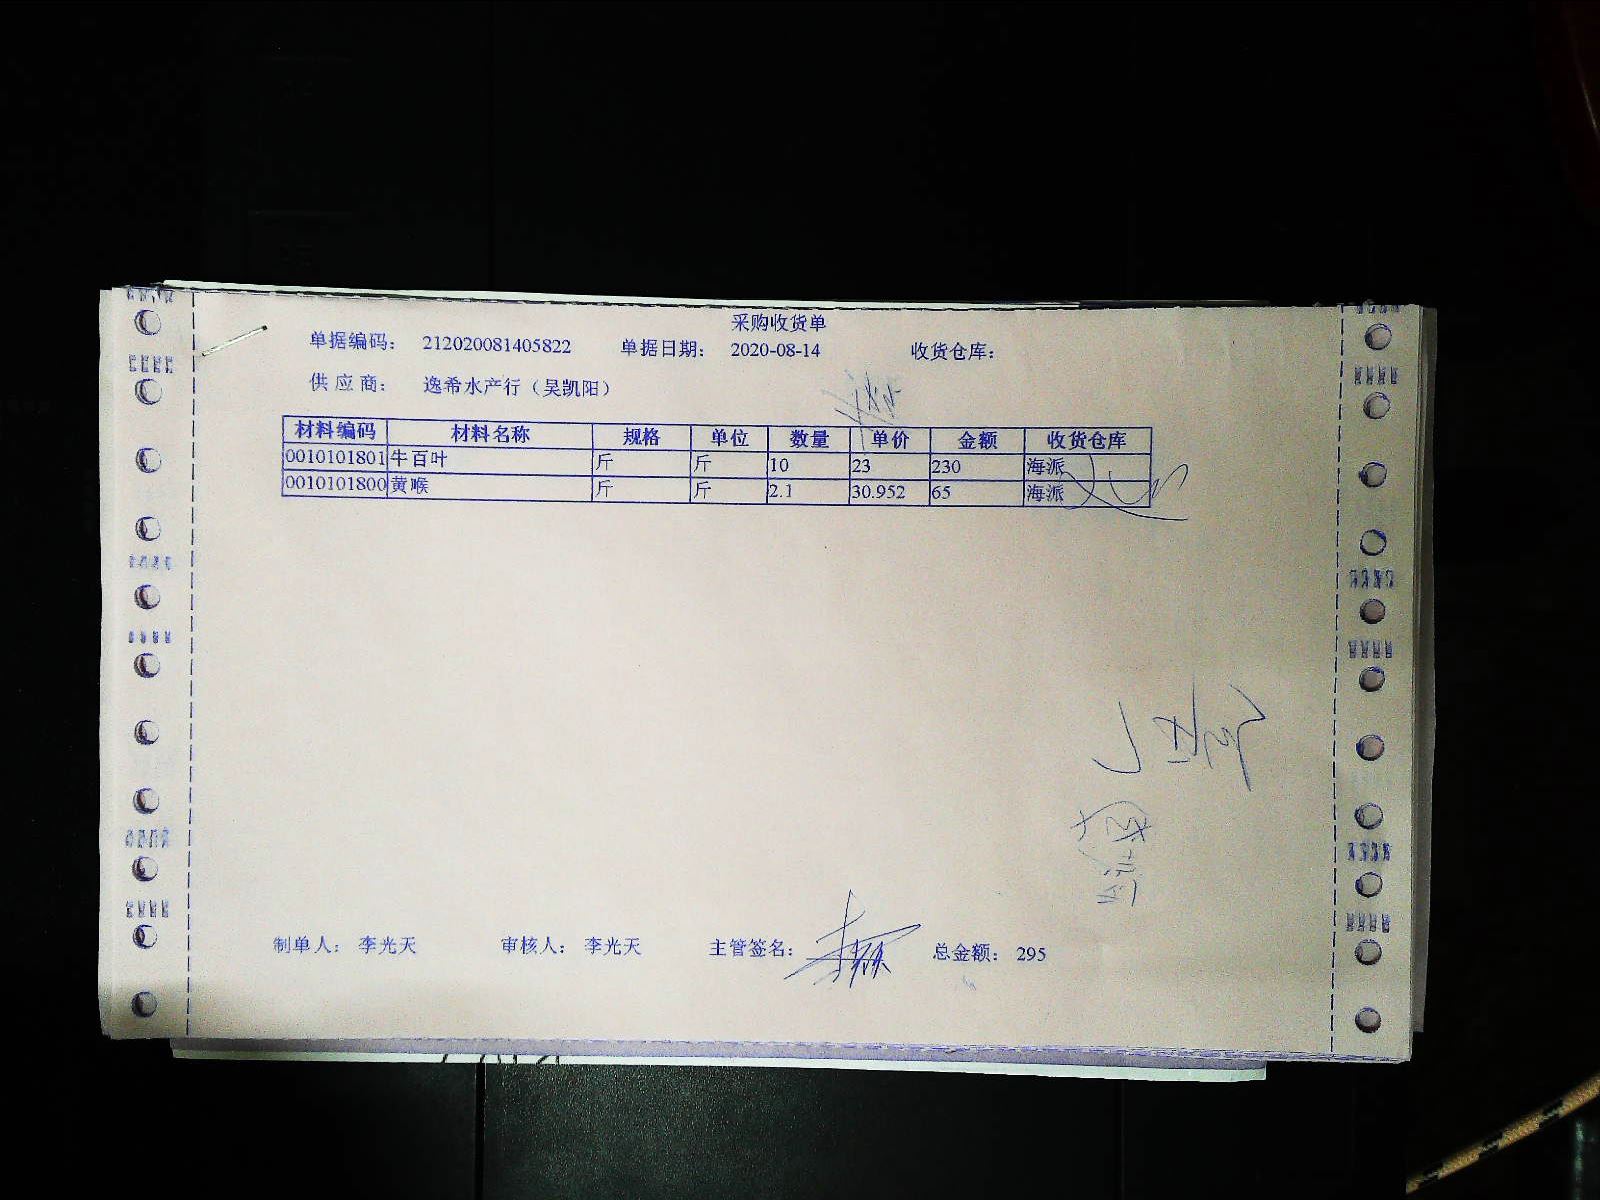 采购收货单
单据编码： 212020081405822 单据日期： 2020-08-14 收货仓库：
供应商： 逸希水产行（吴凯阳）
材料编码 材料名称 规格 单位 数量 单价 金额 收货仓库
0010101801 牛百叶 斤 斤 10 23 230 海派
0010101800 黄喉 斤 斤 2.1 30.952 65 海派
制单人： 李光天 审核人： 李光天 主管签名： 总金额： 295